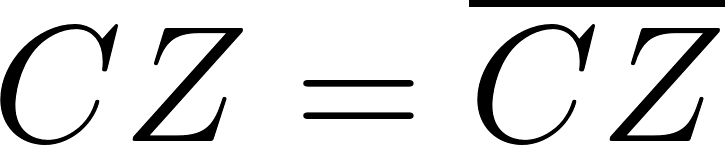 $CZ = \overline{CZ}$